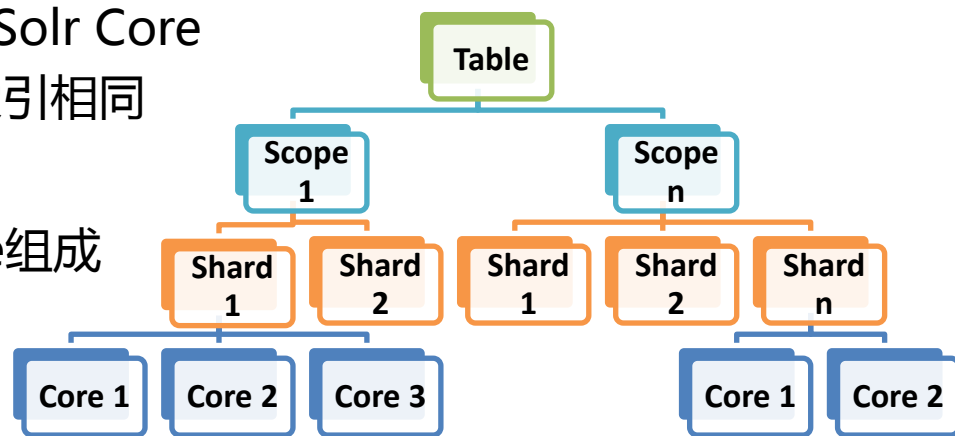 Solr Core
引相同
组成
Table
Scope
1
Scope
n
Shard
1
Shard
2
Shard
1
Shard
2
Shard
n
Core 1
Core 2
Core 3
Core 1
Core 2